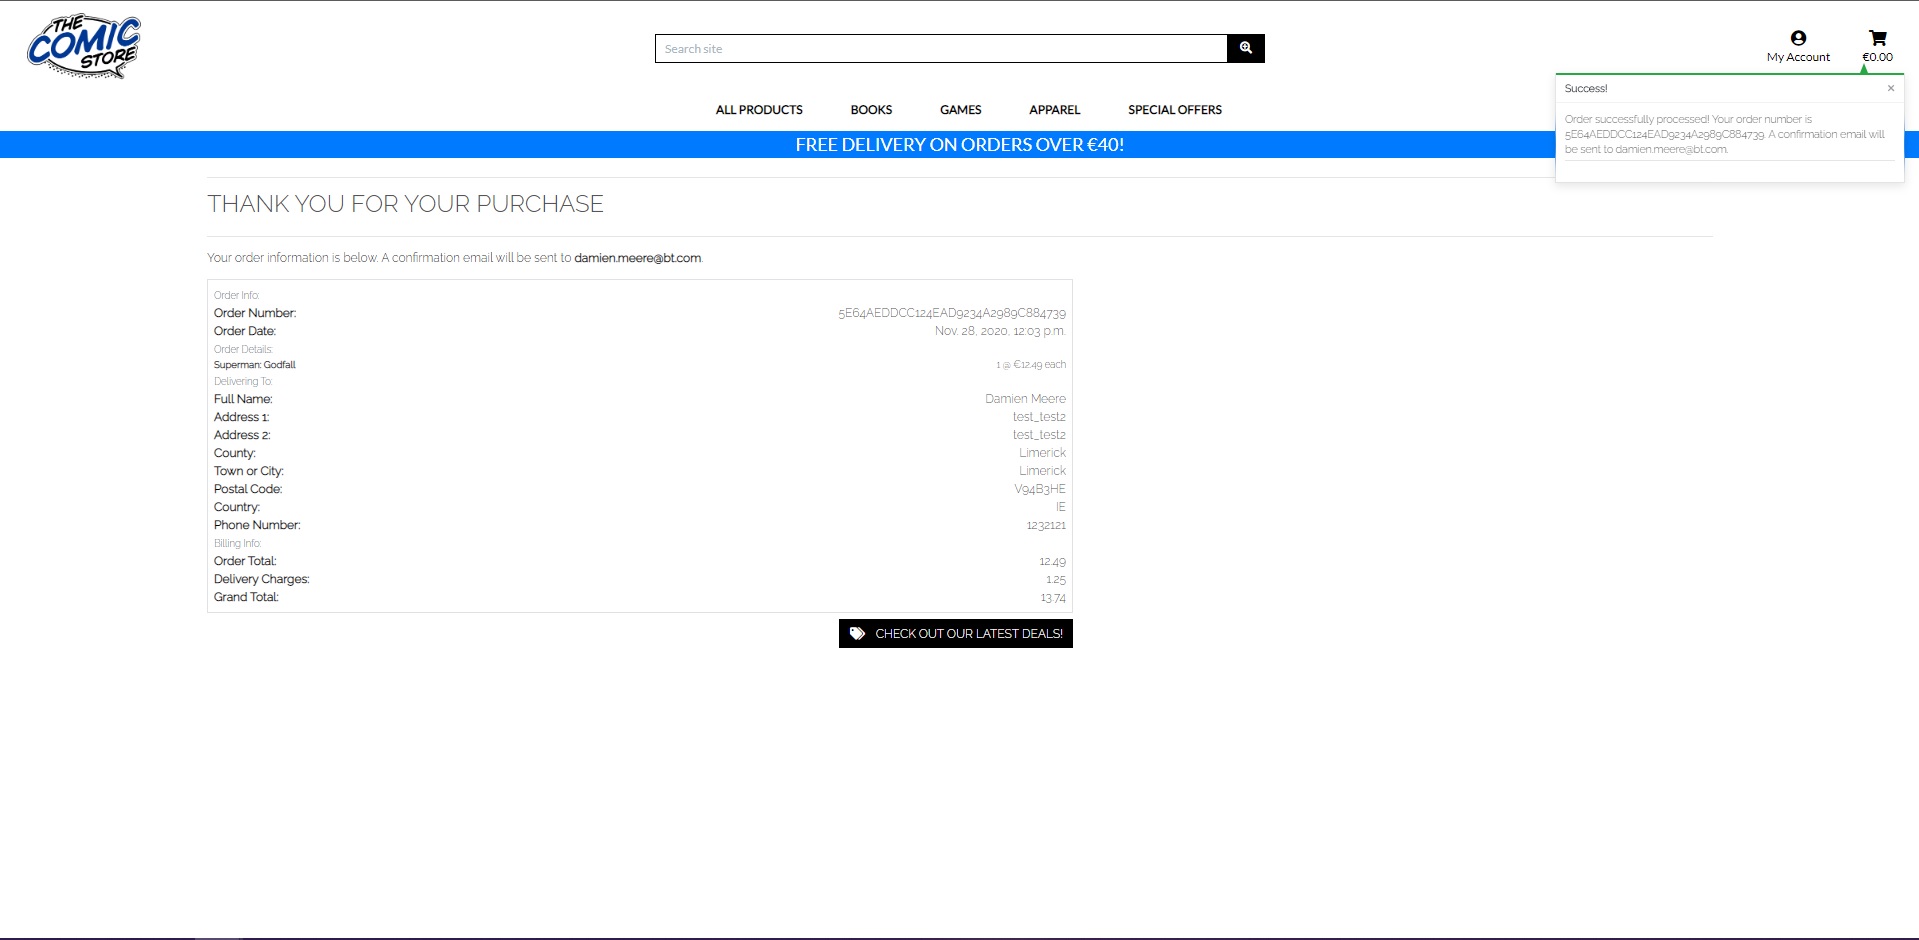 THE
COMIC
STORE
Search site
My Account
€0.00
ALL PRODUCTS BOOKS GAMES APPAREL SPECIAL OFFERS
FREE DELIVERY ON ORDERS OVER €40!
Success! ×
Order successfully processed! Your order number is
5E64AEDDCC124EAD9234A2989C884739. A confirmation email will
be sent to damien.meere@bt.com.
THANK YOU FOR YOUR PURCHASE
Your order information is below. A confirmation email will be sent to damien.meere@bt.com.
Order Info:
Order Number: 5E64AEDDCC124EAD9234A2989C884739
Order Date: Nov. 28, 2020, 12:03 p.m.
Order Details:
Superman: Godfall 1 @ €12.49 each
Delivering To:
Full Name: Damien Meere
Address 1: test_test2
Address 2: test_test2
County: Limerick
Town or City: Limerick
Postal Code: V94B3HE
Country: IE
Phone Number: 1232121
Billing Info:
Order Total: 12.49
Delivery Charges: 1.25
Grand Total: 13.74
CHECK OUT OUR LATEST DEALS!